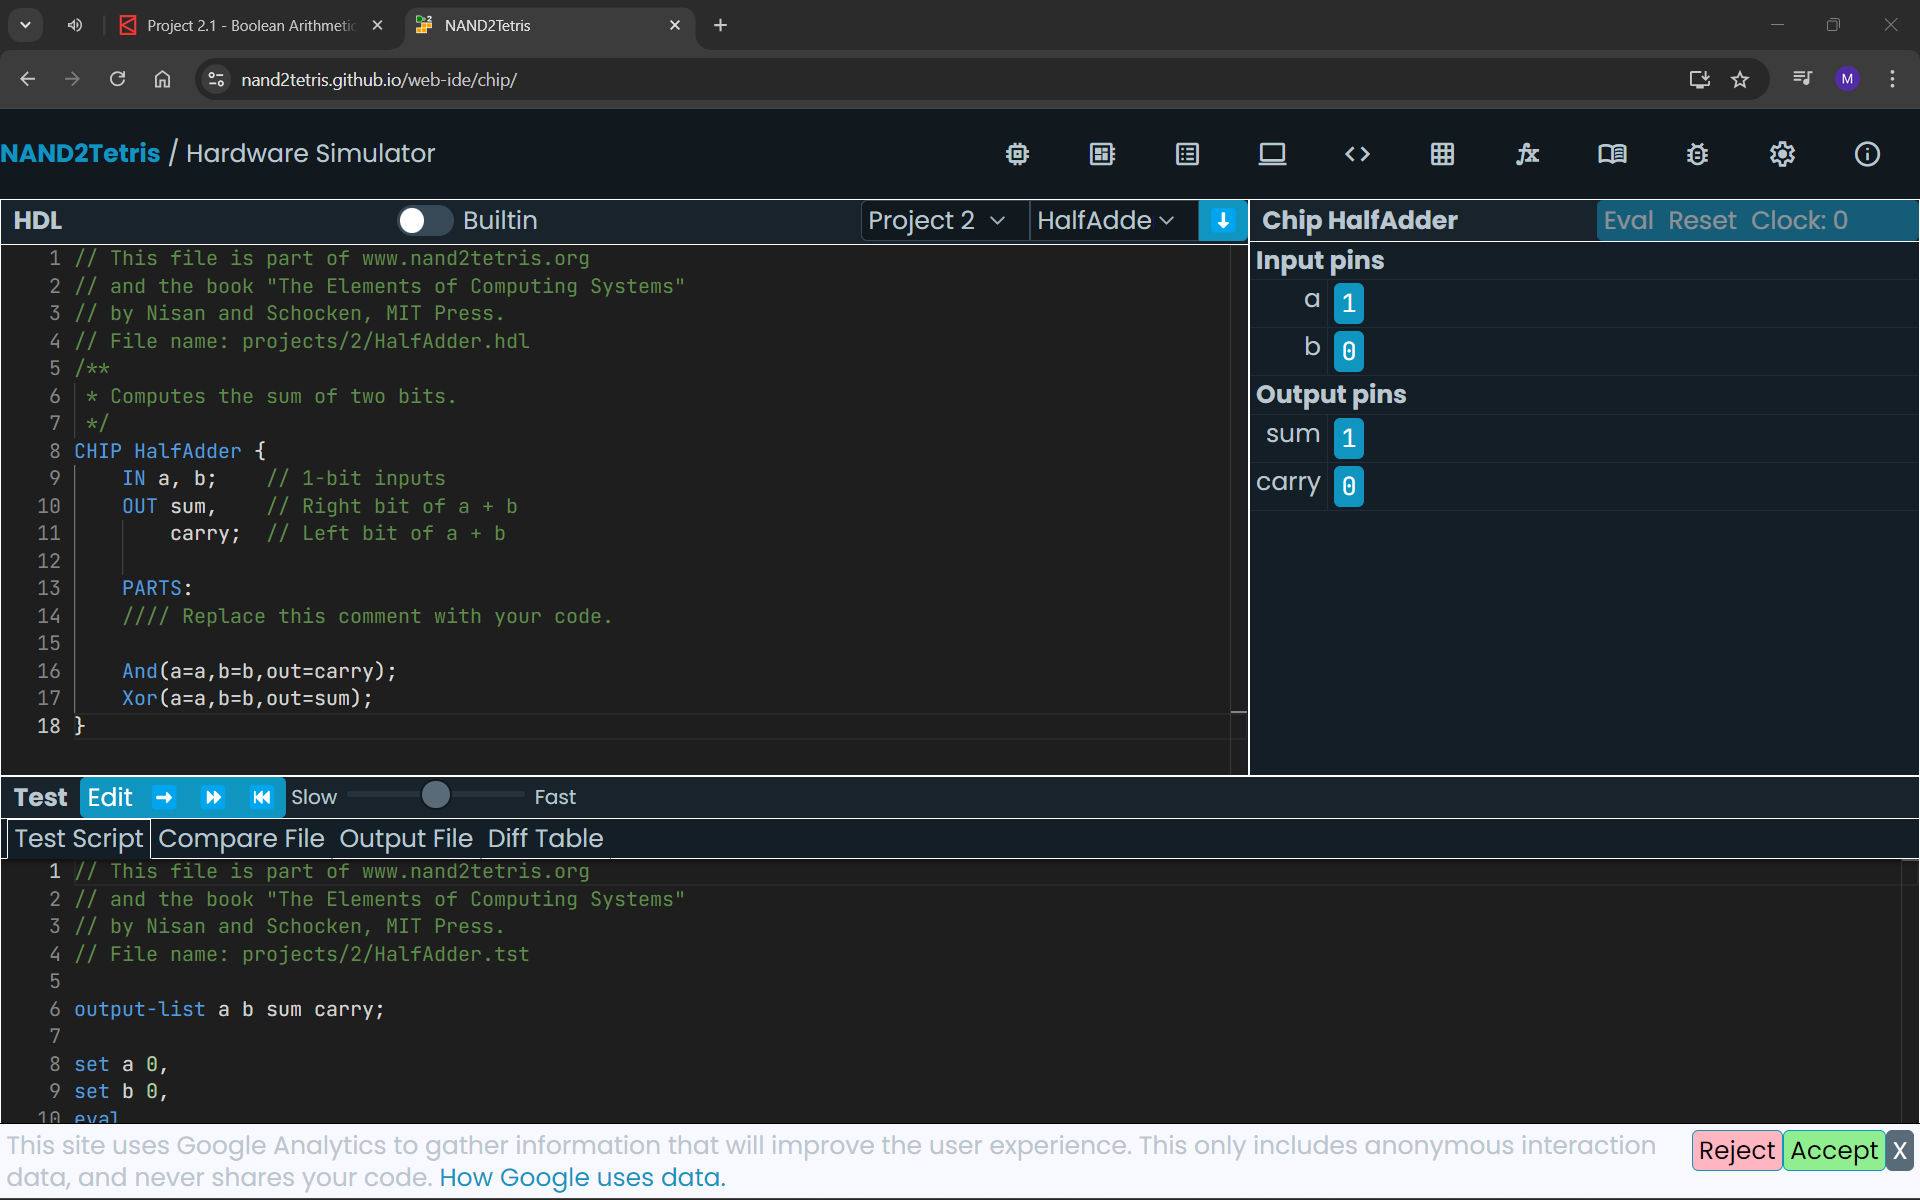 Project 2.1 - Boolean Arithmetic
NAND2Tetris
nand2tetris.github.io/web-ide/chip/
M
NAND2Tetris / Hardware Simulator
HDL
Builtin
Project 2
HalfAdde
1 // This file is part of www.nand2tetris.org
2 // and the book "The Elements of Computing Systems"
3 // by Nisan and Schocken, MIT Press.
4 // File name: projects/2/HalfAdder.hdl
5 /**
6 * Computes the sum of two bits.
7 */
8 CHIP HalfAdder {
9 IN a, b; // 1-bit inputs
10 OUT sum, // Right bit of a + b
11 carry; // Left bit of a + b
12
13 PARTS:
14 //// Replace this comment with your code.
15
16 And(a=a,b=b,out=carry);
17 Xor(a=a,b=b,out=sum);
18 }
Chip HalfAdder
Eval Reset Clock: 0
Input pins
a 1
b 0
Output pins
sum 1
carry 0
Test Edit Slow Fast
Test Script Compare File Output File Diff Table
1 // This file is part of www.nand2tetris.org
2 // and the book "The Elements of Computing Systems"
3 // by Nisan and Schocken, MIT Press.
4 // File name: projects/2/HalfAdder.tst
5
6 output-list a b sum carry;
7
8 set a 0,
9 set b 0,
10 eval
This site uses Google Analytics to gather information that will improve the user experience. This only includes anonymous interaction
data, and never shares your code. How Google uses data.
Reject Accept X